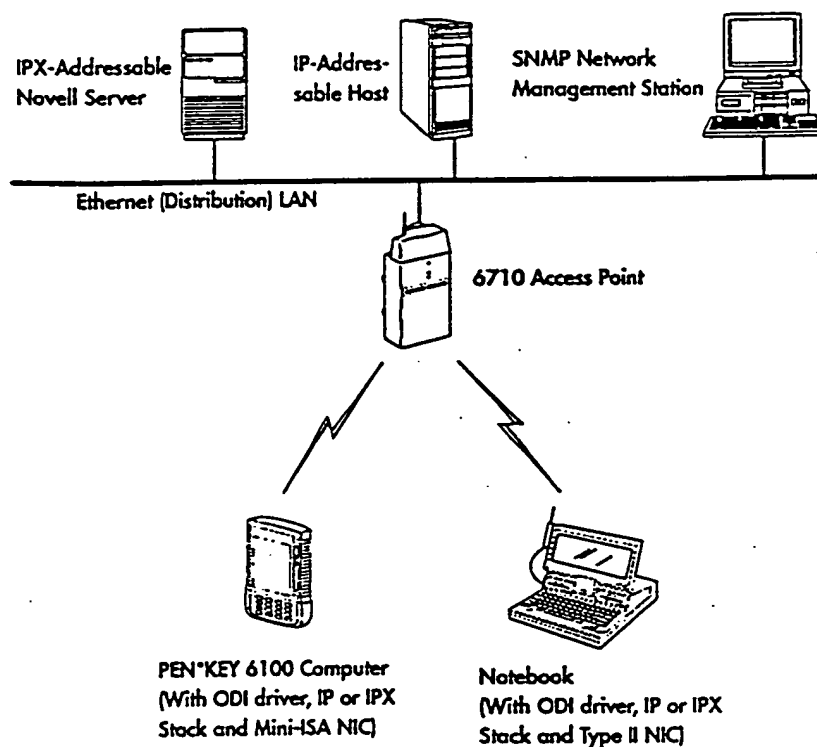 IPX-Addressable
Novell Server
IP-Addres-
sable Host
SNMP Network
Management Station
Ethernet (Distribution) LAN
6710 Access Point
PEN*KEY 6100 Computer
(With ODI driver, IP or IPX
Stack and Mini-ISA NIC)
Notebook
(With ODI driver, IP or IPX
Stack and Type II NIC)